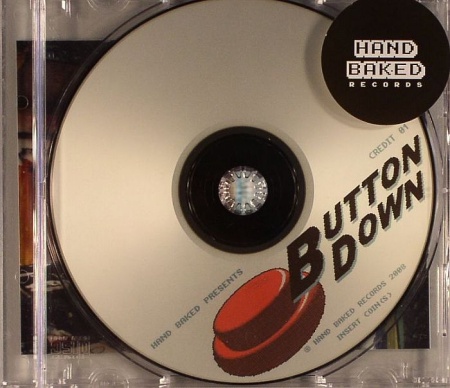 HAND
BAKED
RECORDS
CREDIT 01
BUTTON
DOWN
HAND BAKED PRESENTS
© HAND BAKED RECORDS 2008
INSERT COIN(S)